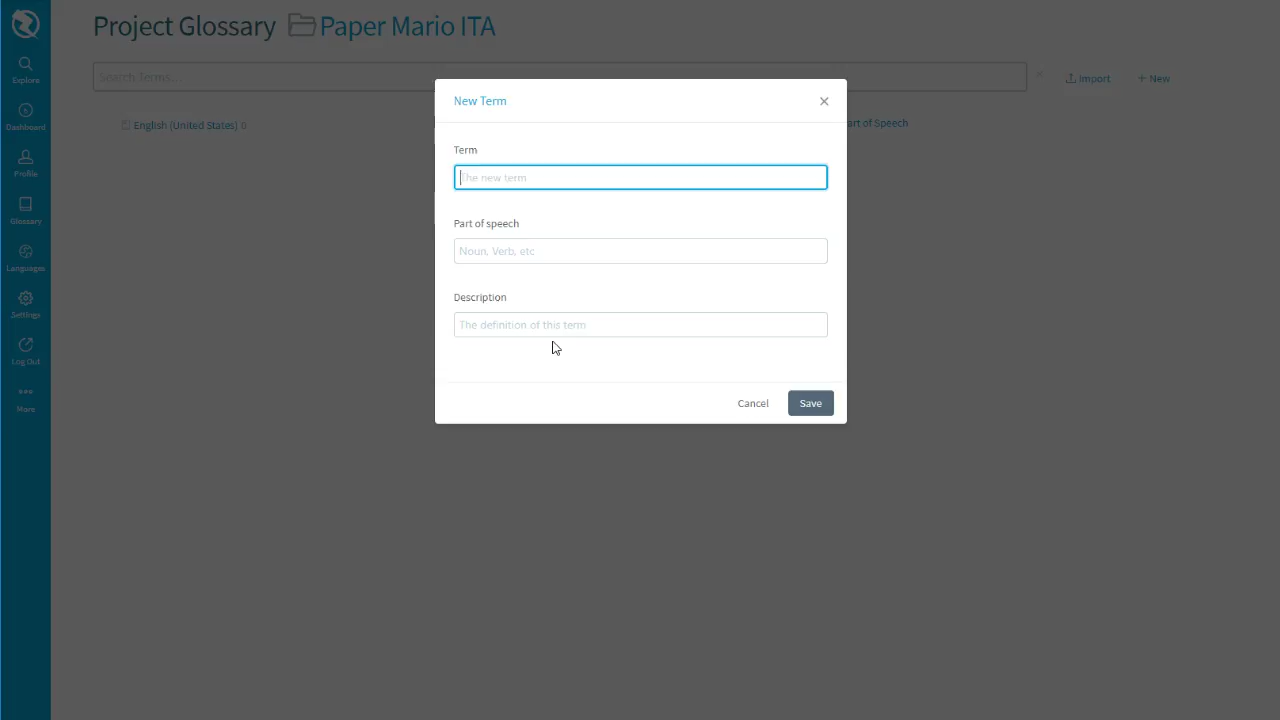 Project Glossary Paper Mario ITA
Search Terms...
Import
New
English (United States) 0
art of Speech
Explore
Dashboard
Profile
Glossary
Languages
Settings
Log Out
More
New Term
Term
The new term
Part of speech
Noun, Verb, etc
Description
The definition of this term
Cancel
Save